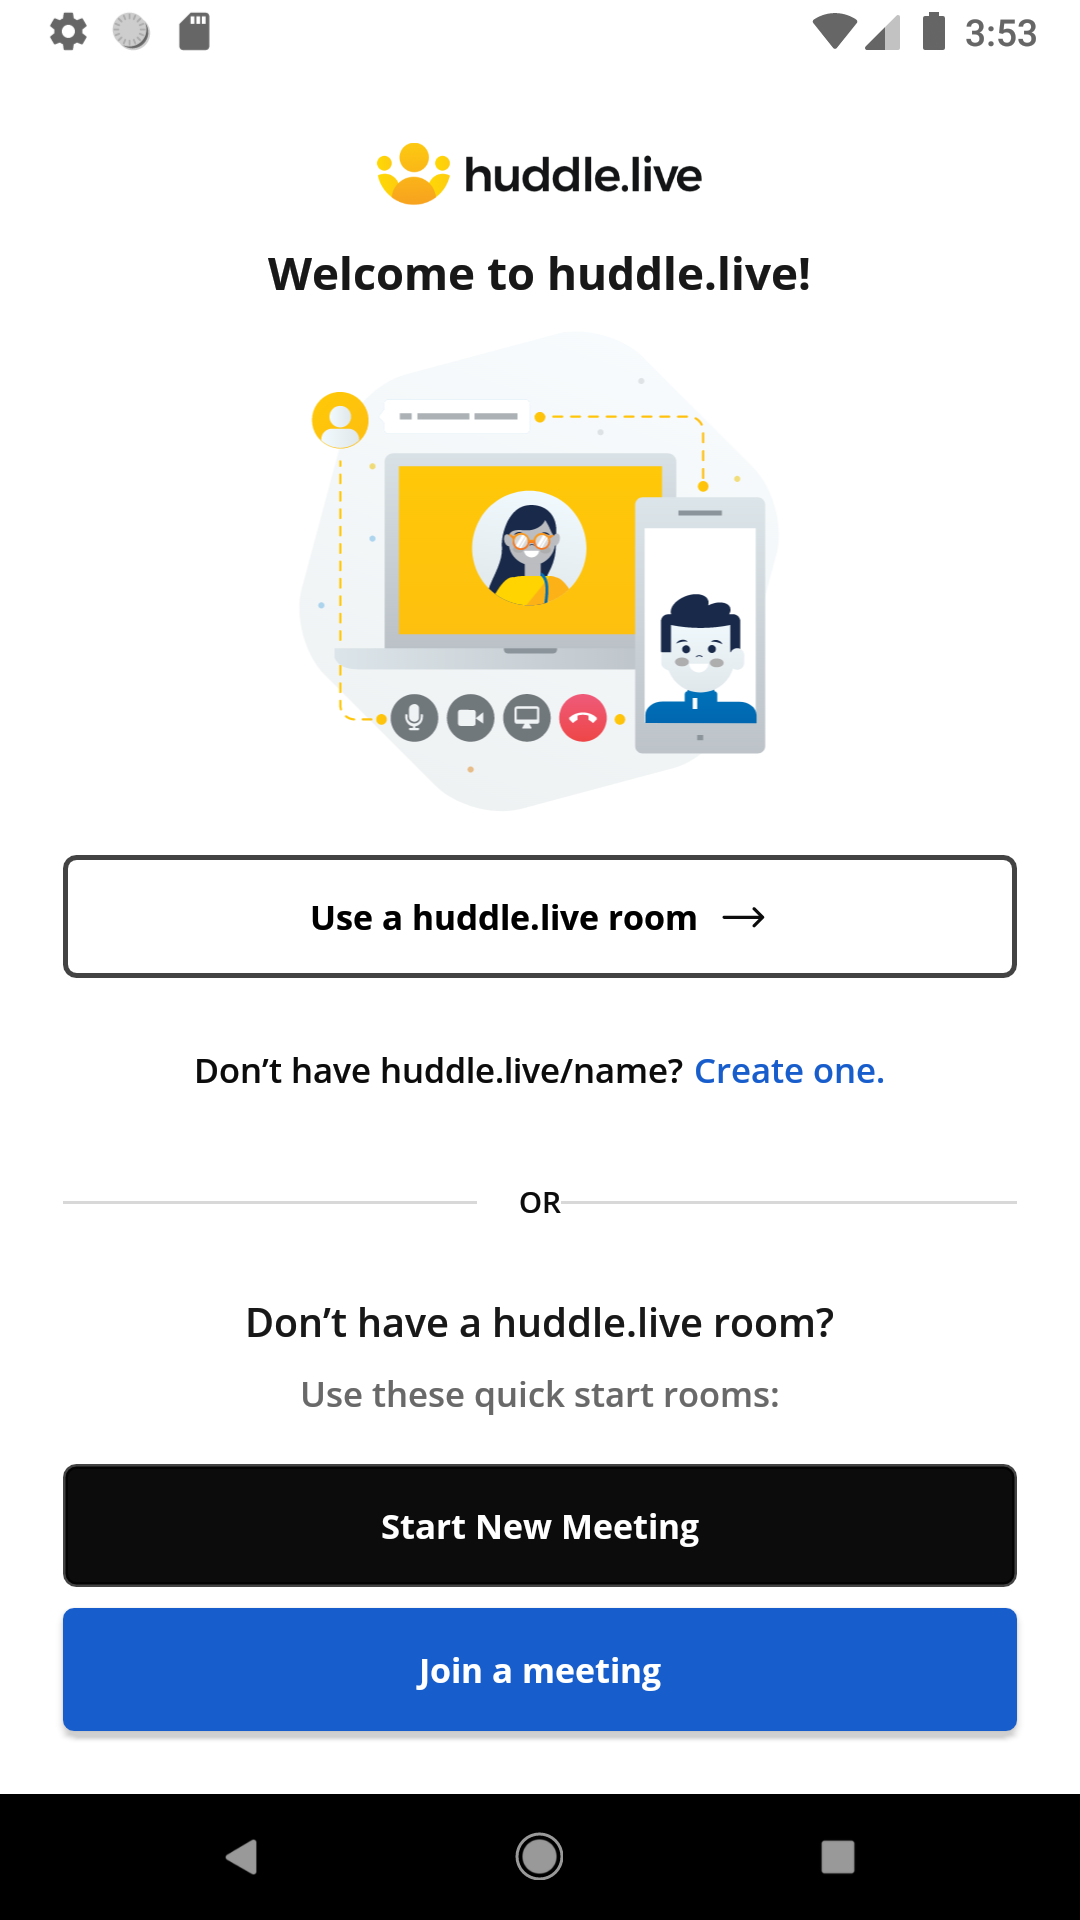 3:53
huddle.live
Welcome to huddle.live!
Use a huddle.live room
Don’t have huddle.live/name? Create one.
OR
Don’t have a huddle.live room?
Use these quick start rooms:
Start New Meeting
Join a meeting